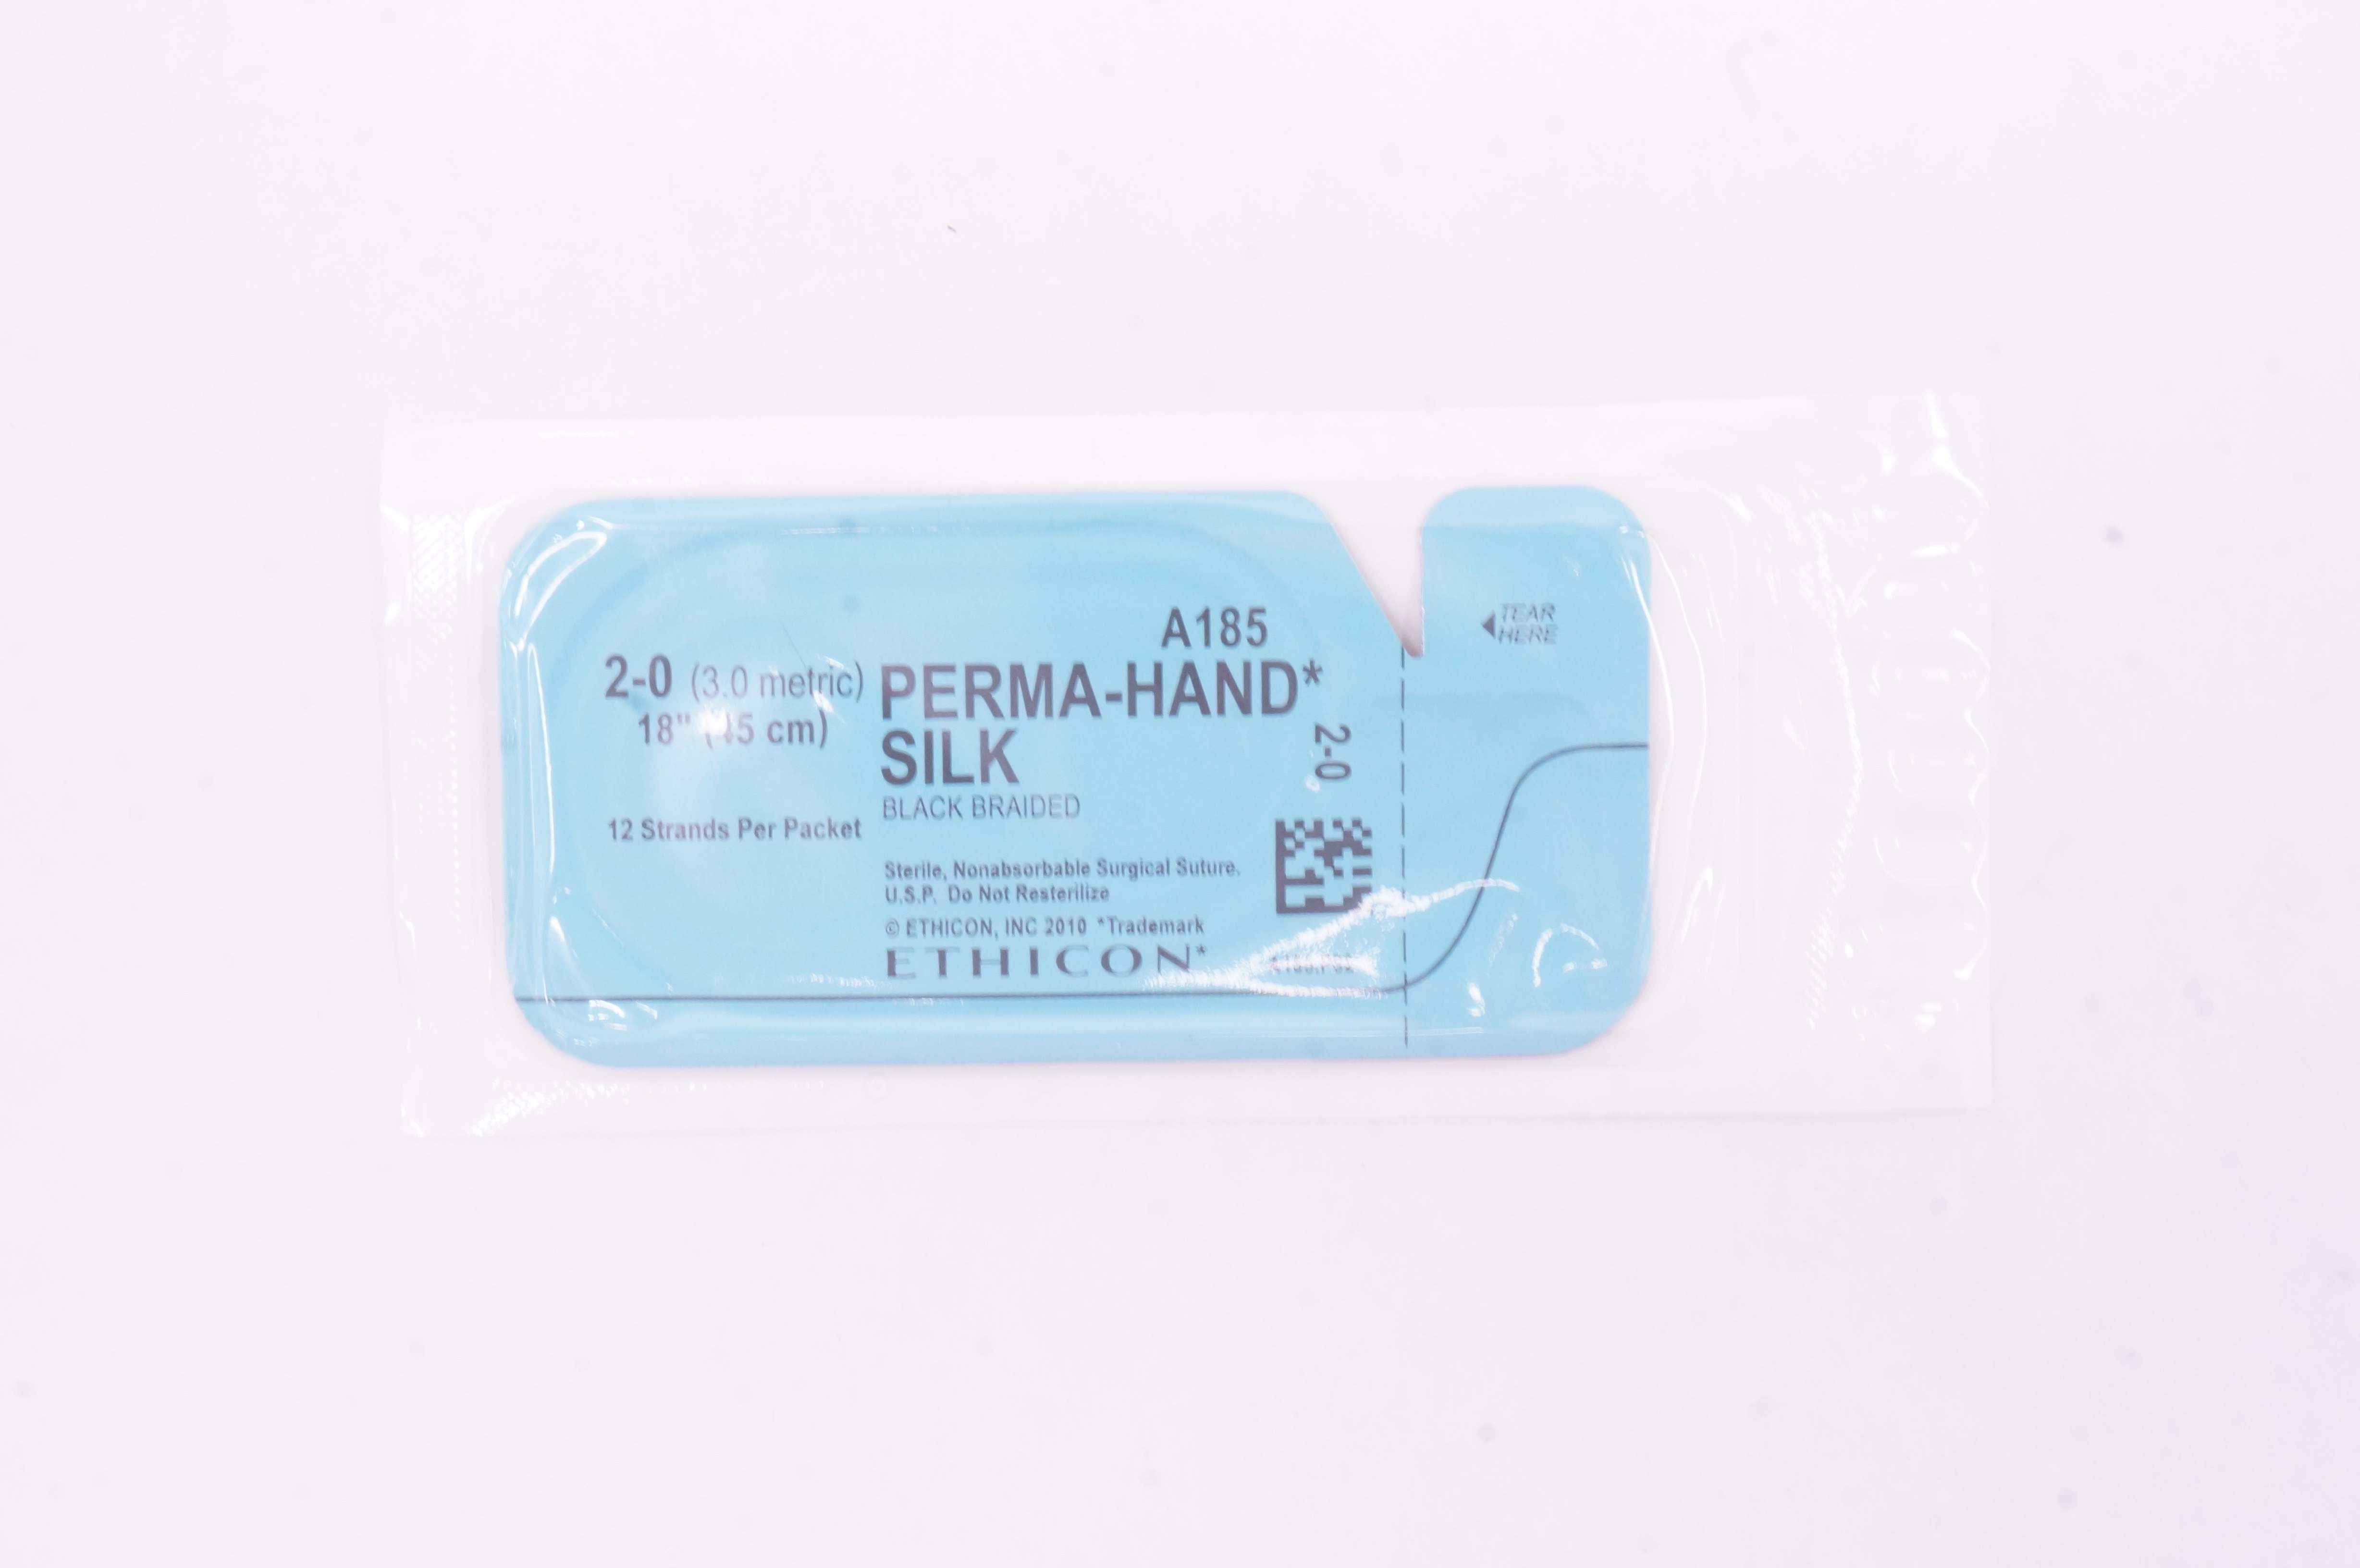 A185
2-0 (3.0 metric)
18" (45 cm)
12 Strands Per Packet
PERMA-HAND*
SILK
BLACK BRAIDED
Sterile, Nonabsorbable Surgical Suture.
U.S.P. Do Not Resterilize
© ETHICON, INC 2010 *Trademark
ETHICON*
2-0
TEAR
HERE